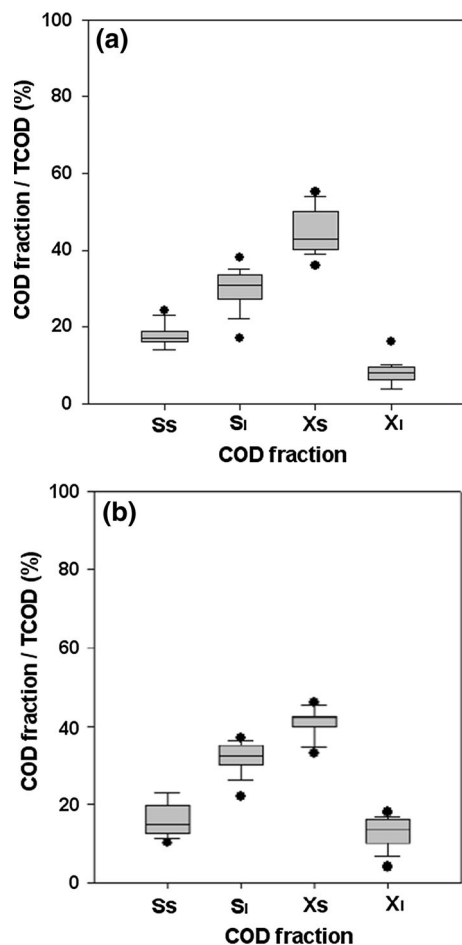 (a)
COD fraction / TCOD (%)
100
80
60
40
20
0
Ss
SI
Xs
XI
COD fraction
(b)
COD fraction / TCOD (%)
100
80
60
40
20
0
Ss
SI
Xs
XI
COD fraction